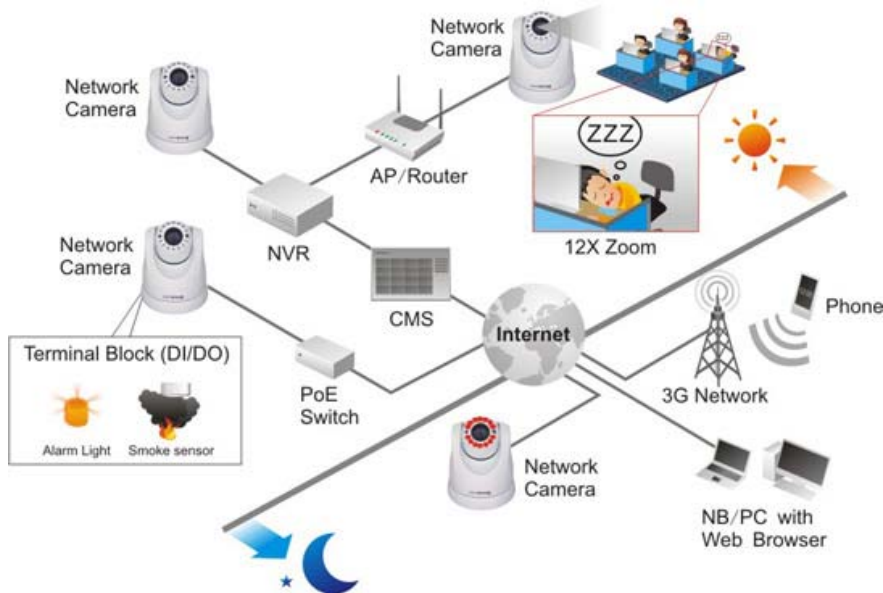 Network
Camera
Network
Camera
AP/Router
ZZZ
zzz
12X Zoom
NVR
Network
Camera
CMS
Internet
Phone
Terminal Block (DI/DO)
Alarm Light
Smoke sensor
PoE
Switch
3G Network
Network
Camera
NB/PC with
Web Browser